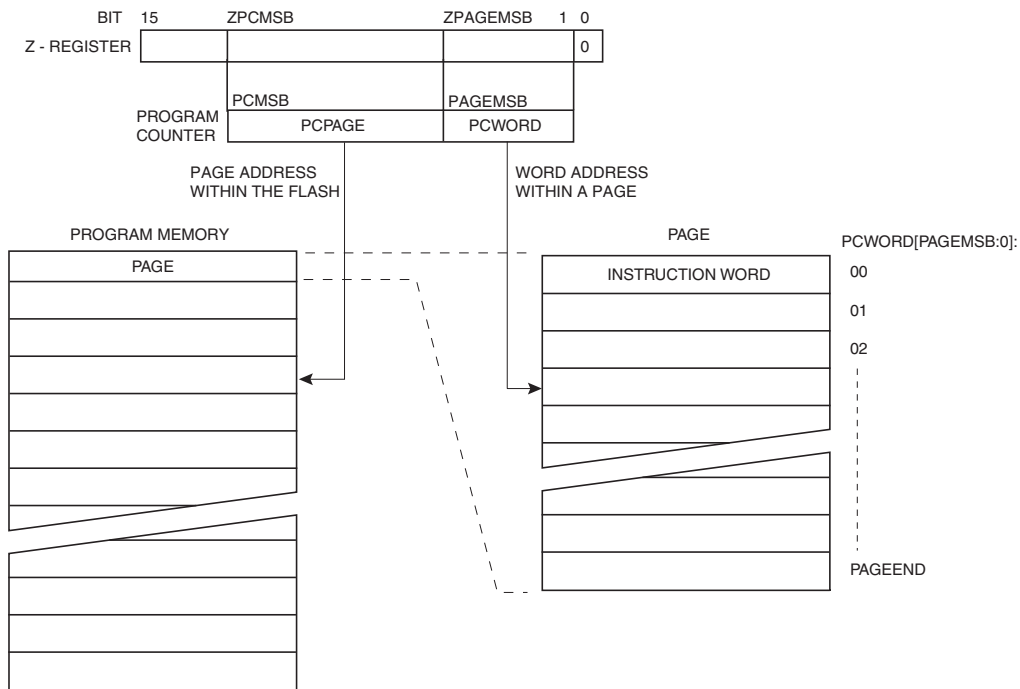 BIT 15 ZPCMSB ZPAGEMSB 1 0
Z - REGISTER 0
PCMSB PAGEMSB
PROGRAM
COUNTER
PCPAGE PCWORD
PAGE ADDRESS
WITHIN THE FLASH
WORD ADDRESS
WITHIN A PAGE
PROGRAM MEMORY
PAGE
PAGE
PCWORD[PAGEMSB:0]:
INSTRUCTION WORD 00
01
02
PAGEEND